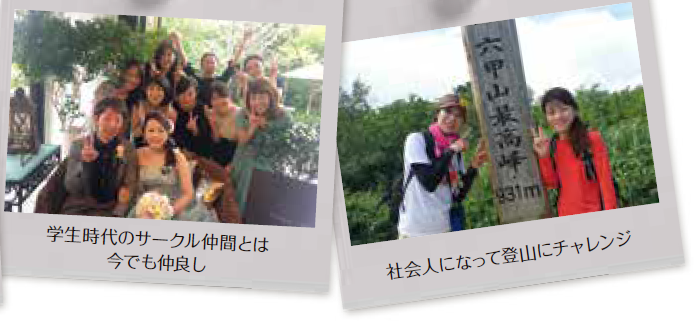 学生時代のサークル仲間とは
今でも仲良し
六甲山最高峰
931m
社会人になって登山にチャレンジ